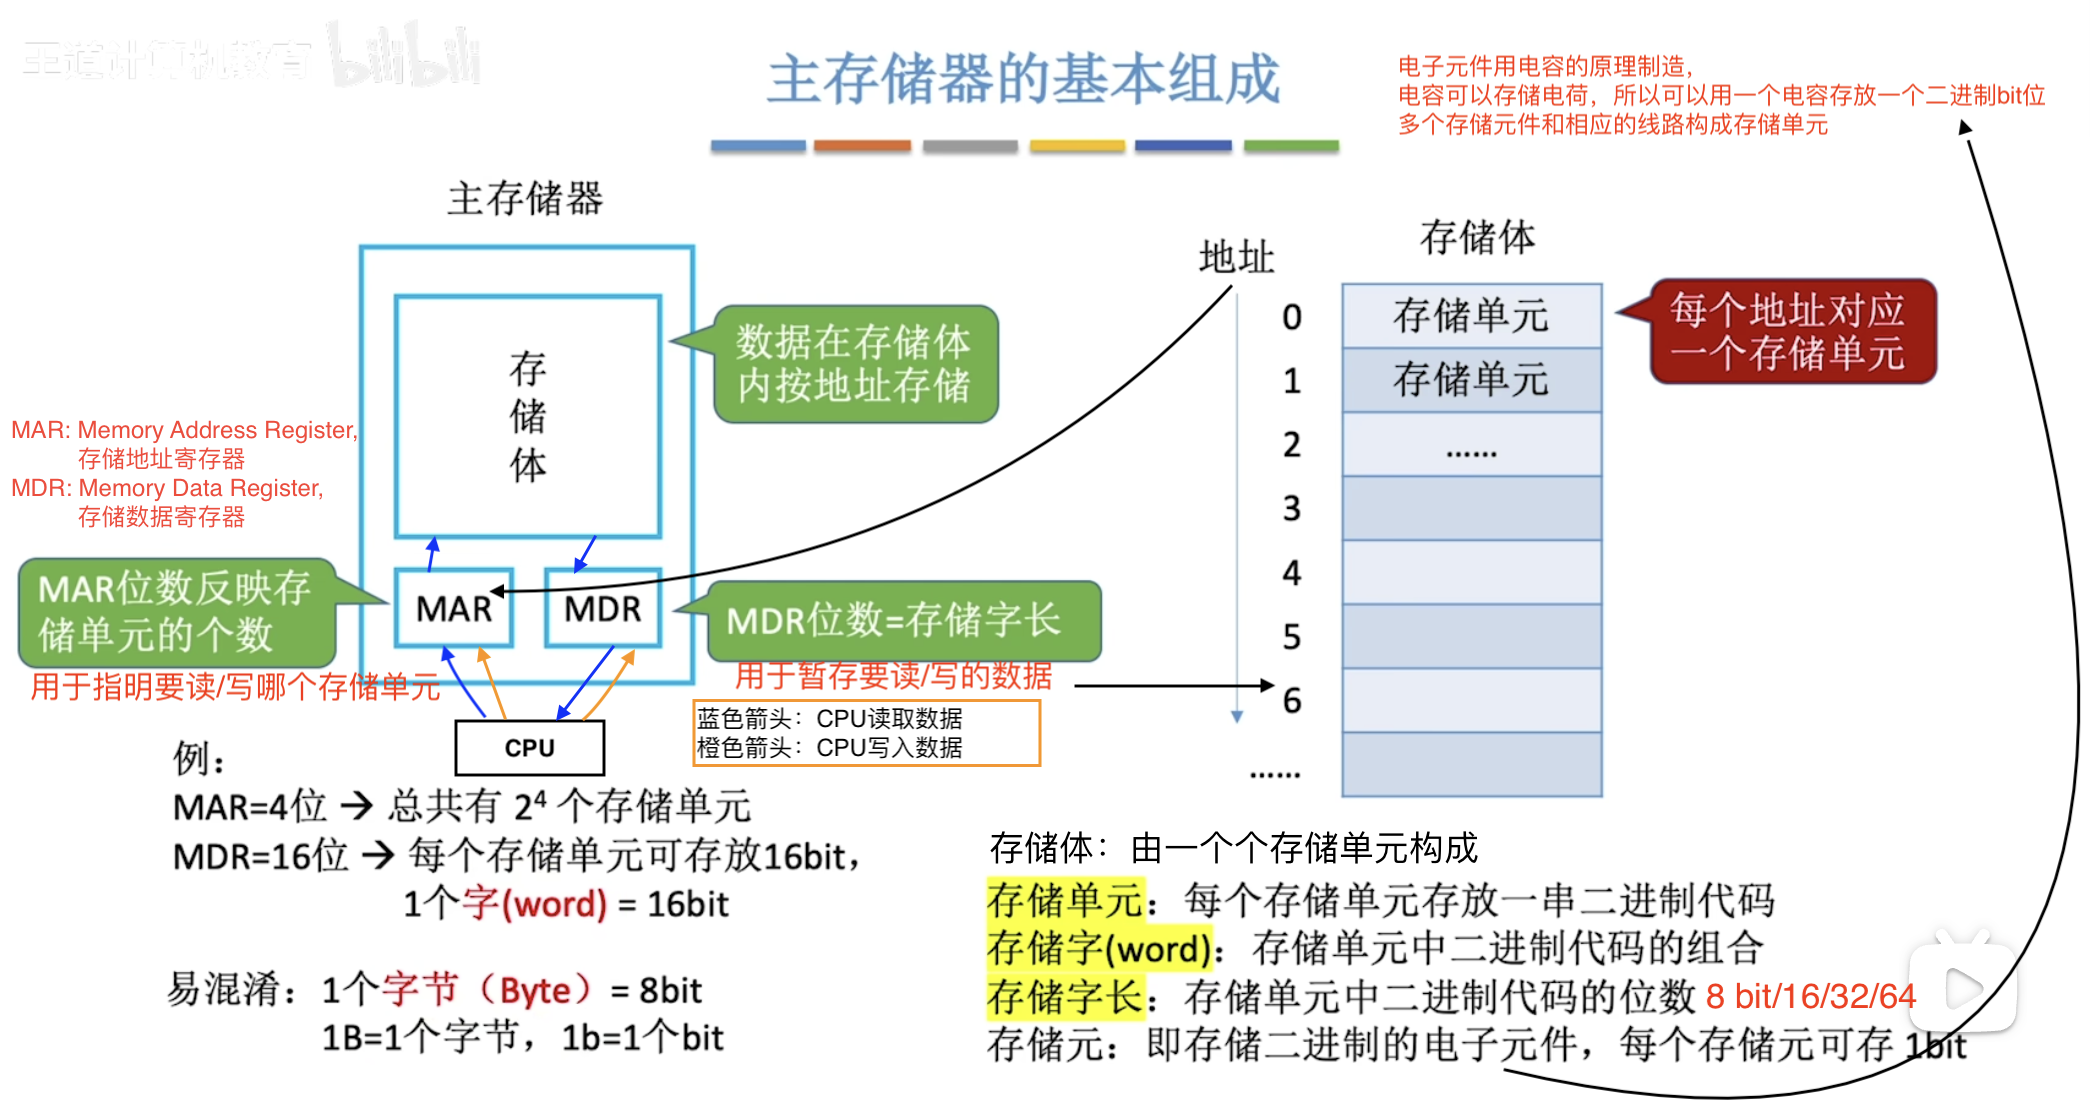 王道计算机教育 bilibili
主存储器的基本组成
电子元件用电容的原理制造，
电容可以存储电荷，所以可以用一个电容存放一个二进制bit位
多个存储元件和相应的线路构成存储单元
主存储器
存
储
体
数据在存储体
内按地址存储
MAR: Memory Address Register,
存储地址寄存器
MDR: Memory Data Register,
存储数据寄存器
MAR位数反映存
储单元的个数
用于指明要读/写哪个存储单元
MAR
MDR
MDR位数=存储字长
用于暂存要读/写的数据
CPU
蓝色箭头：CPU读取数据
橙色箭头：CPU写入数据
地址
存储体
0 存储单元
1 存储单元
2 ……
3
4
5
6
……
每个地址对应
一个存储单元
例：
MAR=4位 → 总共有 2⁴ 个存储单元
MDR=16位 → 每个存储单元可存放16bit，
1个字(word) = 16bit
易混淆：1个字节（Byte）= 8bit
1B=1个字节，1b=1个bit
存储体：由一个个存储单元构成
存储单元：每个存储单元存放一串二进制代码
存储字(word)：存储单元中二进制代码的组合
存储字长：存储单元中二进制代码的位数 8 bit/16/32/64
存储元：即存储二进制的电子元件，每个存储元可存 1bit